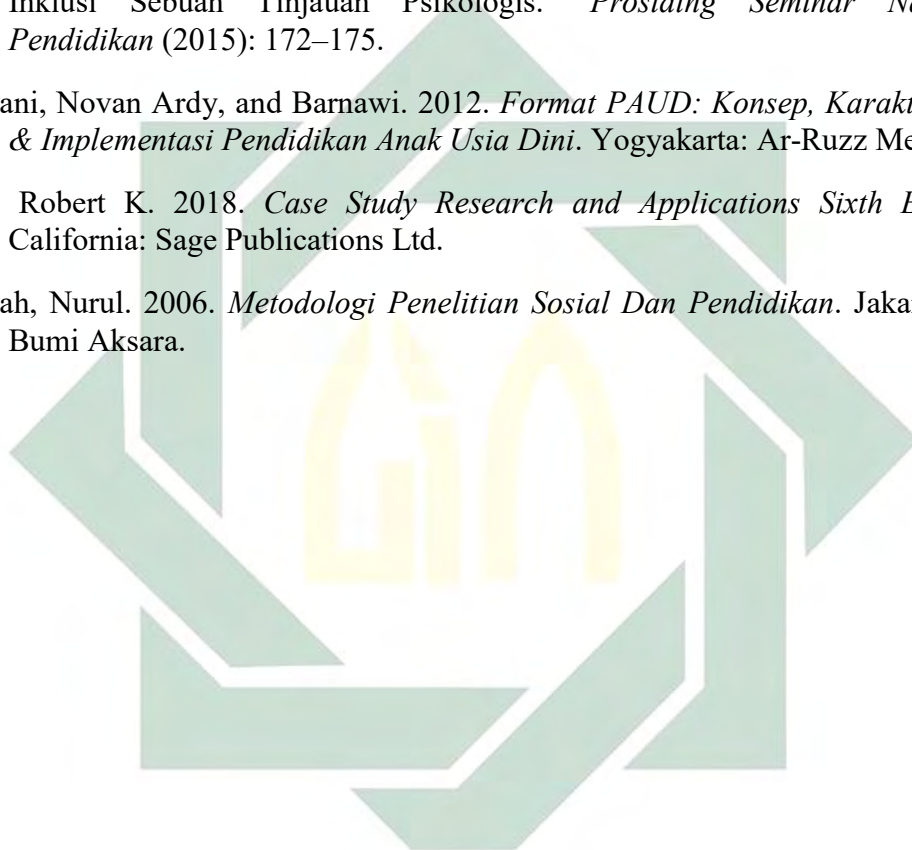 Inklusi Sebuah Tinjauan Psikologis." Prosiding Seminar Na
Pendidikan (2015): 172–175.
ani, Novan Ardy, and Barnawi. 2012. Format PAUD: Konsep, Karakt
& Implementasi Pendidikan Anak Usia Dini. Yogyakarta: Ar-Ruzz Me
Robert K. 2018. Case Study Research and Applications Sixth E
California: Sage Publications Ltd.
ah, Nurul. 2006. Metodologi Penelitian Sosial Dan Pendidikan. Jaka
Bumi Aksara.